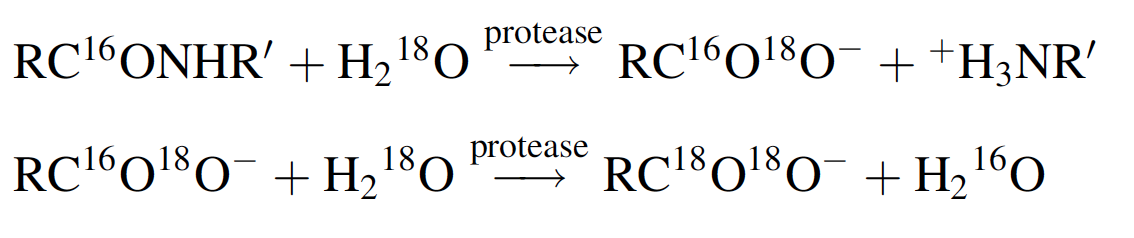 RC¹⁶ONHR′ + H₂¹⁸O protease ⟶ RC¹⁶O¹⁸O⁻ + ⁺H₃NR′
RC¹⁶O¹⁸O⁻ + H₂¹⁸O protease ⟶ RC¹⁸O¹⁸O⁻ + H₂¹⁶O